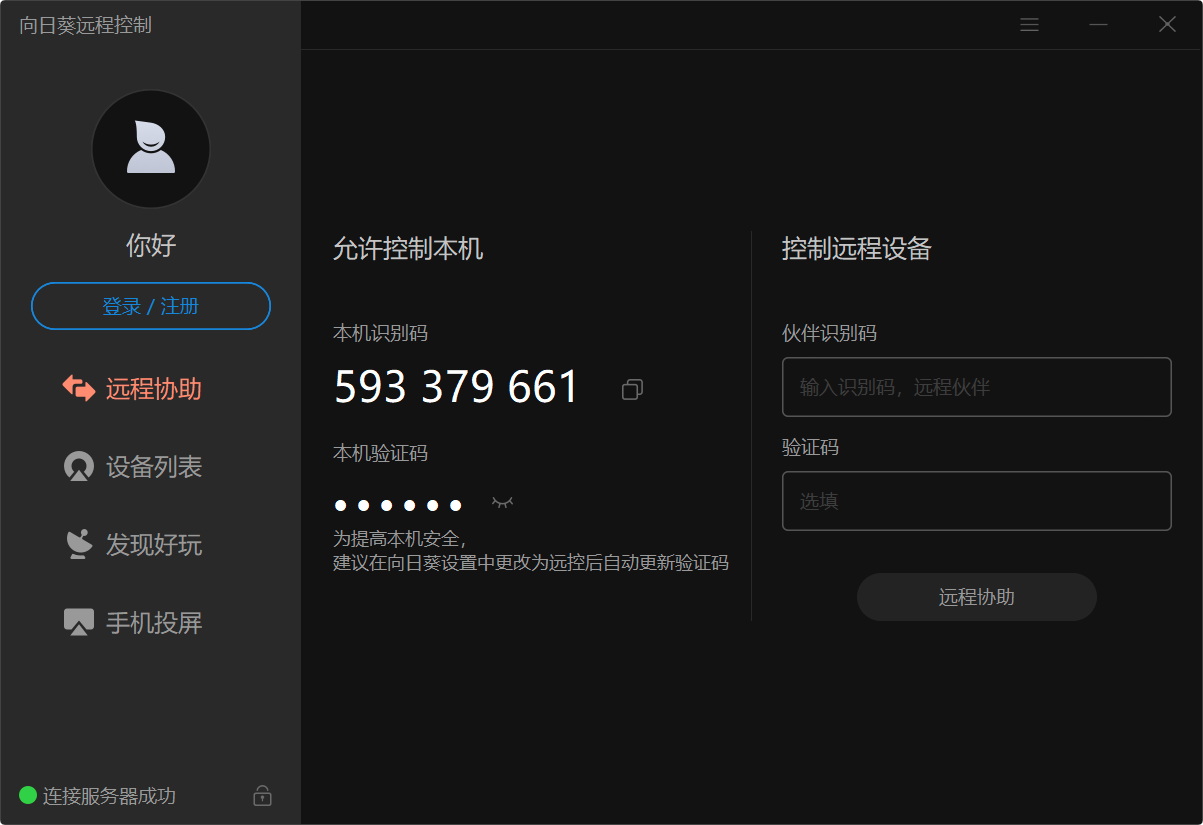 向日葵远程控制
你好
登录 / 注册
远程协助
设备列表
发现好玩
手机投屏
连接服务器成功
允许控制本机
本机识别码
593 379 661
本机验证码
••••••
为提高本机安全，
建议在向日葵设置中更改为远控后自动更新验证码
控制远程设备
伙伴识别码
输入识别码，远程伙伴
验证码
选填
远程协助